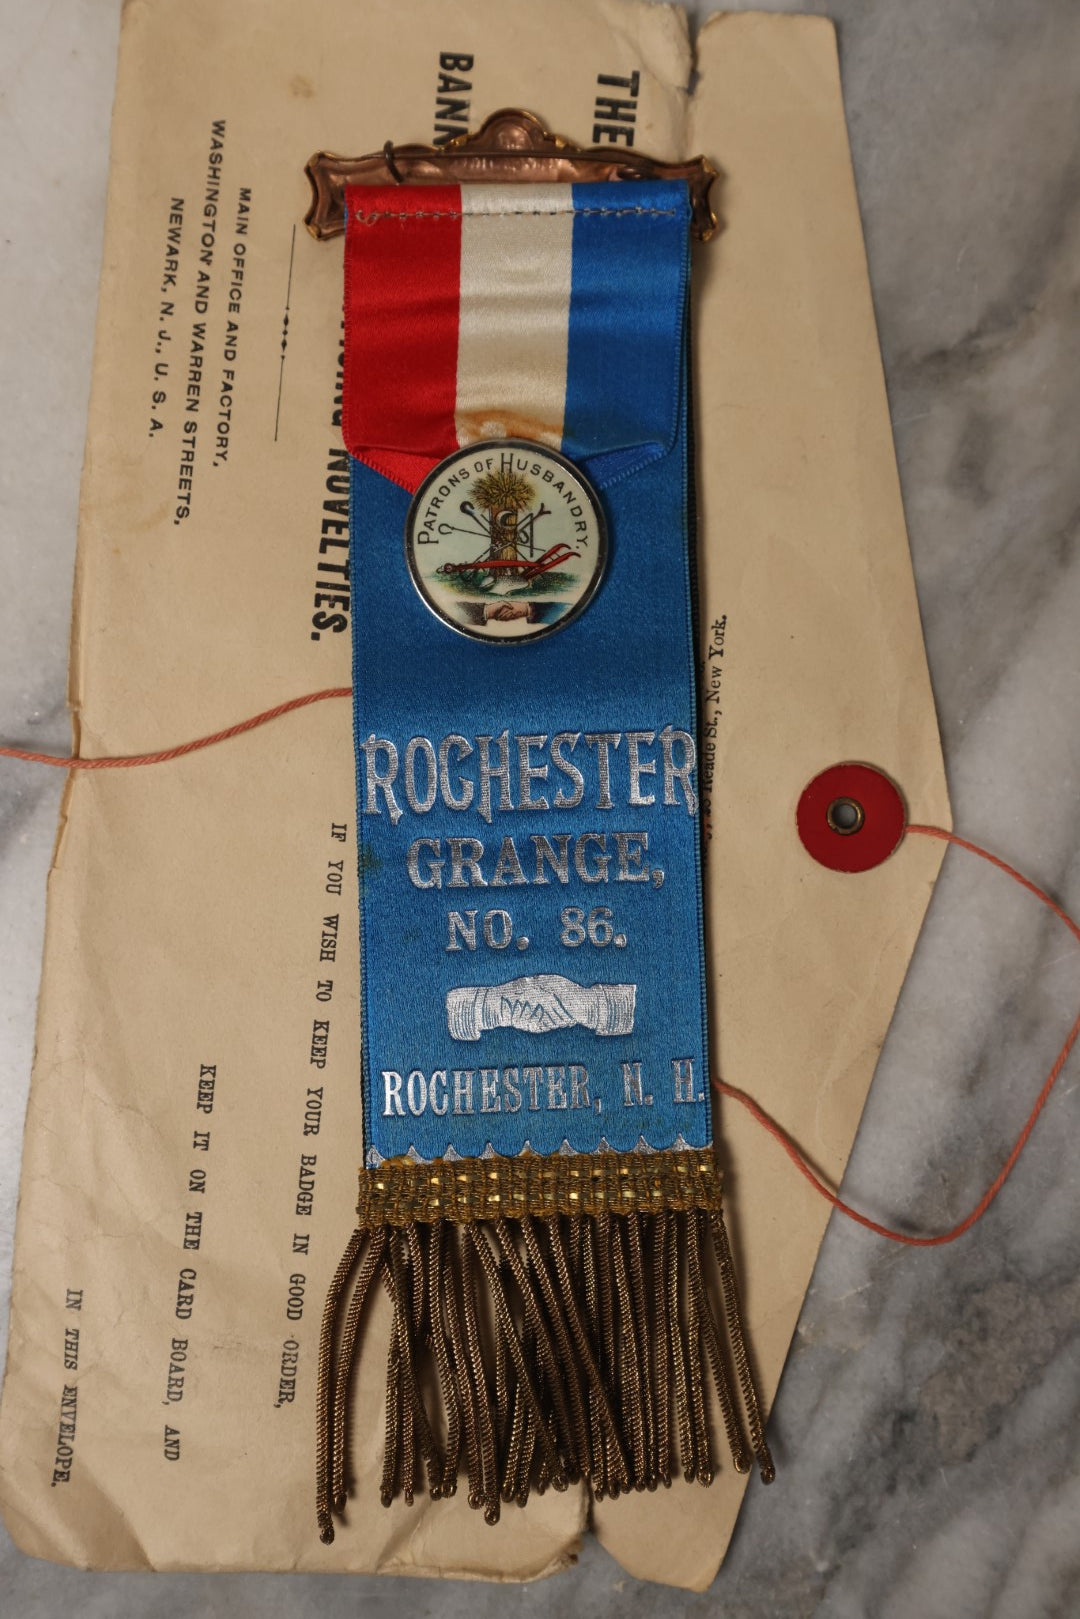 PATRONS OF HUSBANDRY.
ROCHESTER
GRANGE,
NO. 86.
ROCHESTER, N. H.
THE
BANN
NOVELTIES.
MAIN OFFICE AND FACTORY,
WASHINGTON AND WARREN STREETS,
NEWARK, N. J., U. S. A.
Reade St., New York.
IF YOU WISH TO KEEP YOUR BADGE IN GOOD ORDER,
KEEP IT ON THE CARD BOARD, AND
IN THIS ENVELOPE.